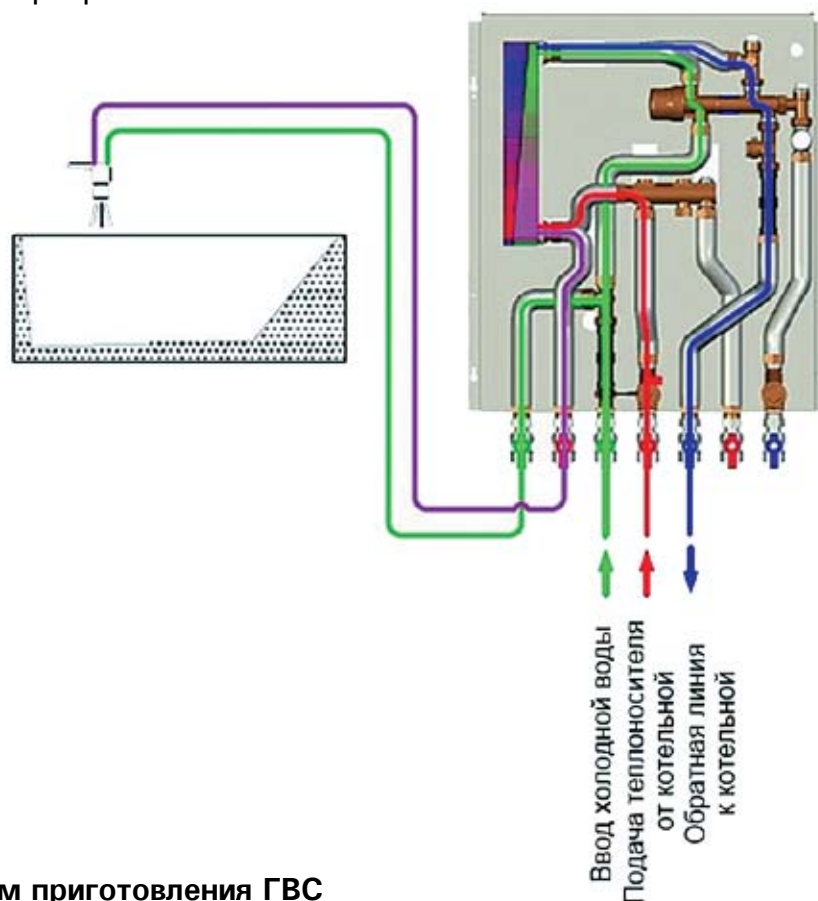 Ввод холодной воды
Подача теплоносителя
от котельной
Обратная линия
к котельной
м приготовления ГВС